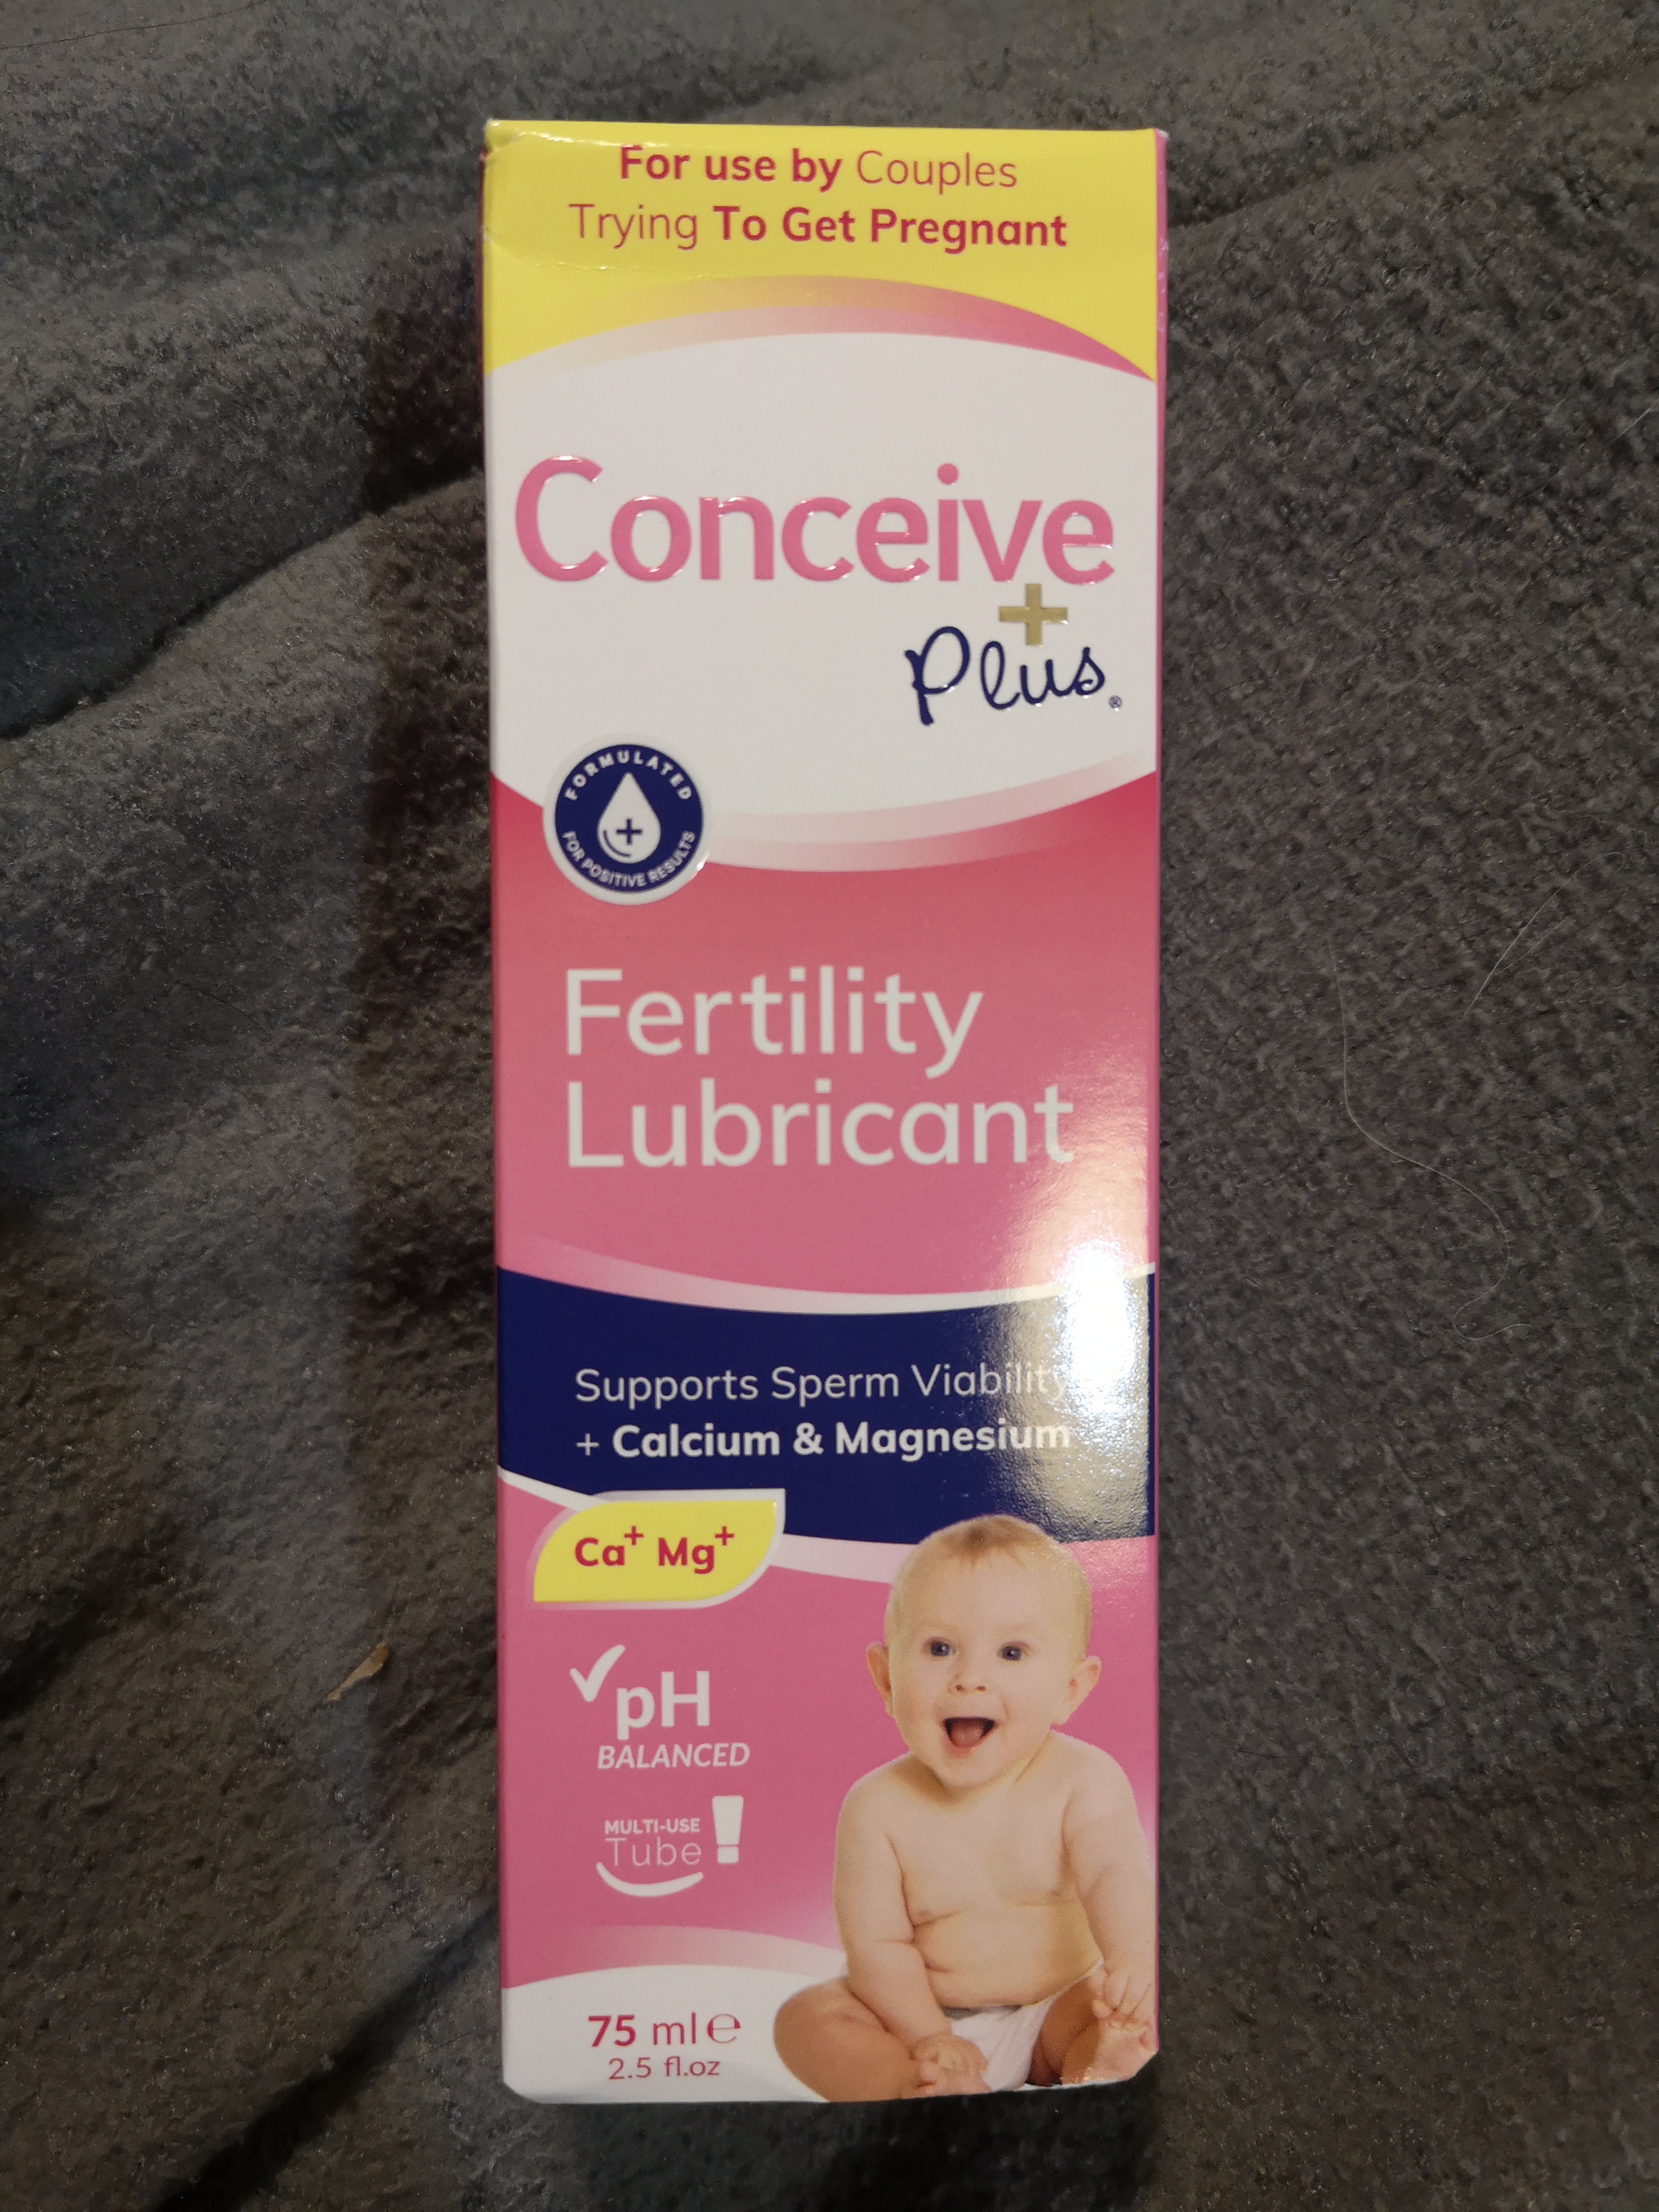 For use by Couples
Trying To Get Pregnant
Conceive
+
Plus®
FORMULATED
FOR POSITIVE RESULTS
+
Fertility
Lubricant
Supports Sperm Viability
+ Calcium & Magnesium
Ca⁺ Mg⁺
pH
BALANCED
MULTI-USE
Tube
75 ml℮
2.5 fl.oz